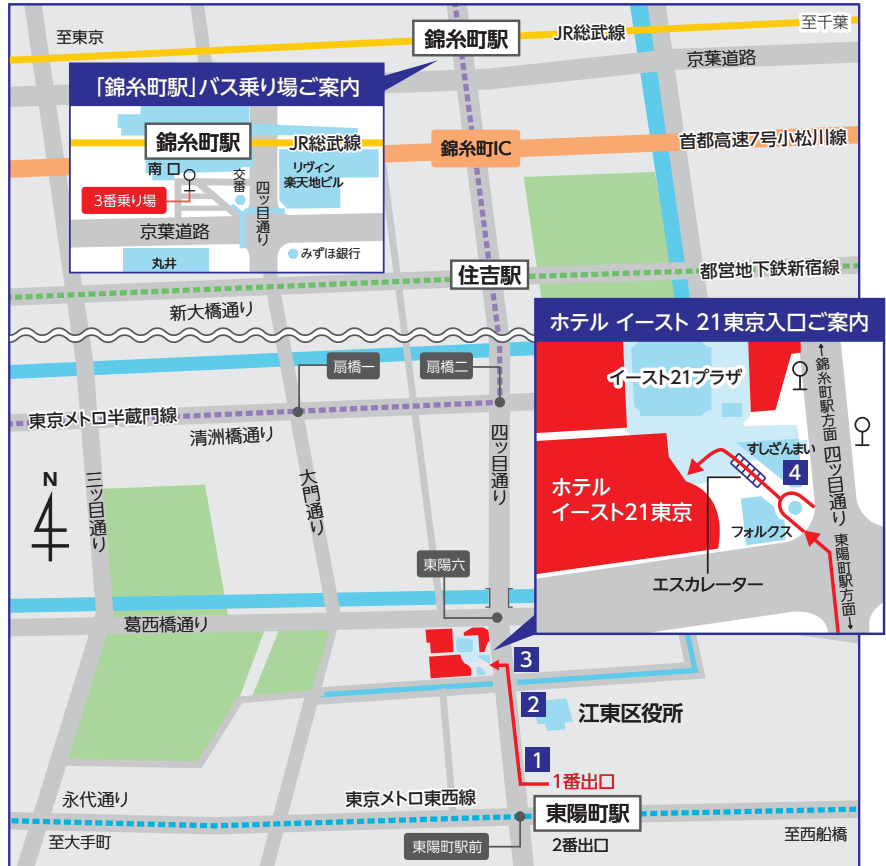 至東京
錦糸町駅
JR総武線
至千葉
京葉道路
「錦糸町駅」バス乗り場ご案内
錦糸町駅
JR総武線
南口
交番
リヴィン
楽天地ビル
3番乗り場
四ッ目通り
京葉道路
丸井
みずほ銀行
錦糸町IC
首都高速7号小松川線
住吉駅
都営地下鉄新宿線
新大橋通り
ホテル イースト 21東京入口ご案内
イースト21プラザ
←錦糸町駅方面
四ッ目通り
東陽町駅方面→
すしざんまい
4
ホテル
イースト21東京
フォルクス
エスカレーター
扇橋一
扇橋二
東京メトロ半蔵門線
清洲橋通り
四ッ目通り
大門通り
三ッ目通り
N
東陽六
葛西橋通り
3
2
江東区役所
1
1番出口
永代通り
東京メトロ東西線
東陽町駅
至大手町
東陽町駅前
2番出口
至西船橋